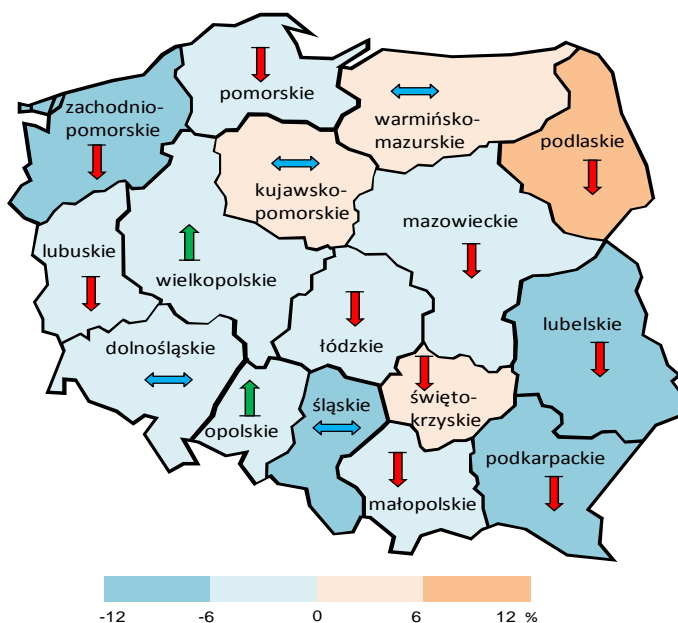 pomorskie
zachodnio-
pomorskie
warmińsko-
mazurskie
podlaskie
kujawsko-
pomorskie
mazowieckie
lubuskie
wielkopolskie
lubelskie
dolnośląskie
łódzkie
opolskie
śląskie
święto-
krzyskie
podkarpackie
małopolskie
-12 -6 0 6 12 %